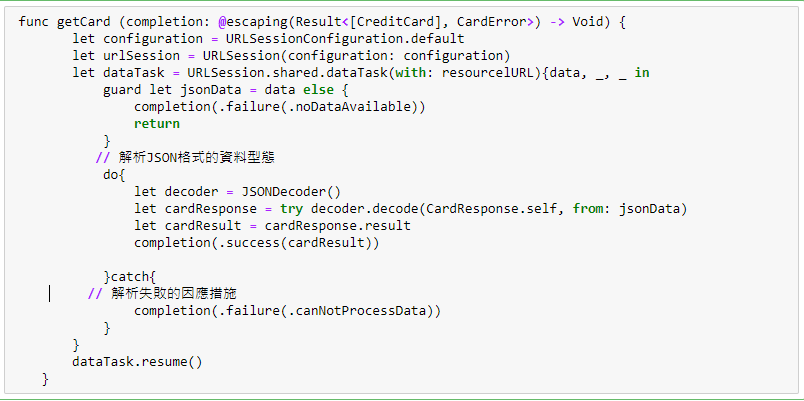 func getCard (completion: @escaping(Result<[CreditCard], CardError>) -> Void) {
let configuration = URLSessionConfiguration.default
let urlSession = URLSession(configuration: configuration)
let dataTask = URLSession.shared.dataTask(with: resourcelURL){data, _, _ in
guard let jsonData = data else {
completion(.failure(.noDataAvailable))
return
}
// 解析JSON格式的資料型態
do{
let decoder = JSONDecoder()
let cardResponse = try decoder.decode(CardResponse.self, from: jsonData)
let cardResult = cardResponse.result
completion(.success(cardResult))
}catch{
// 解析失敗的因應措施
completion(.failure(.canNotProcessData))
}
}
dataTask.resume()
}